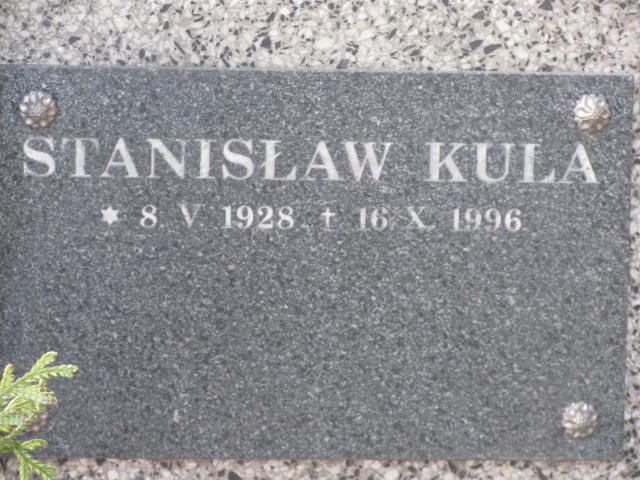 STANISŁAW KULA
* 8. V. 1928 † 16. X. 1996